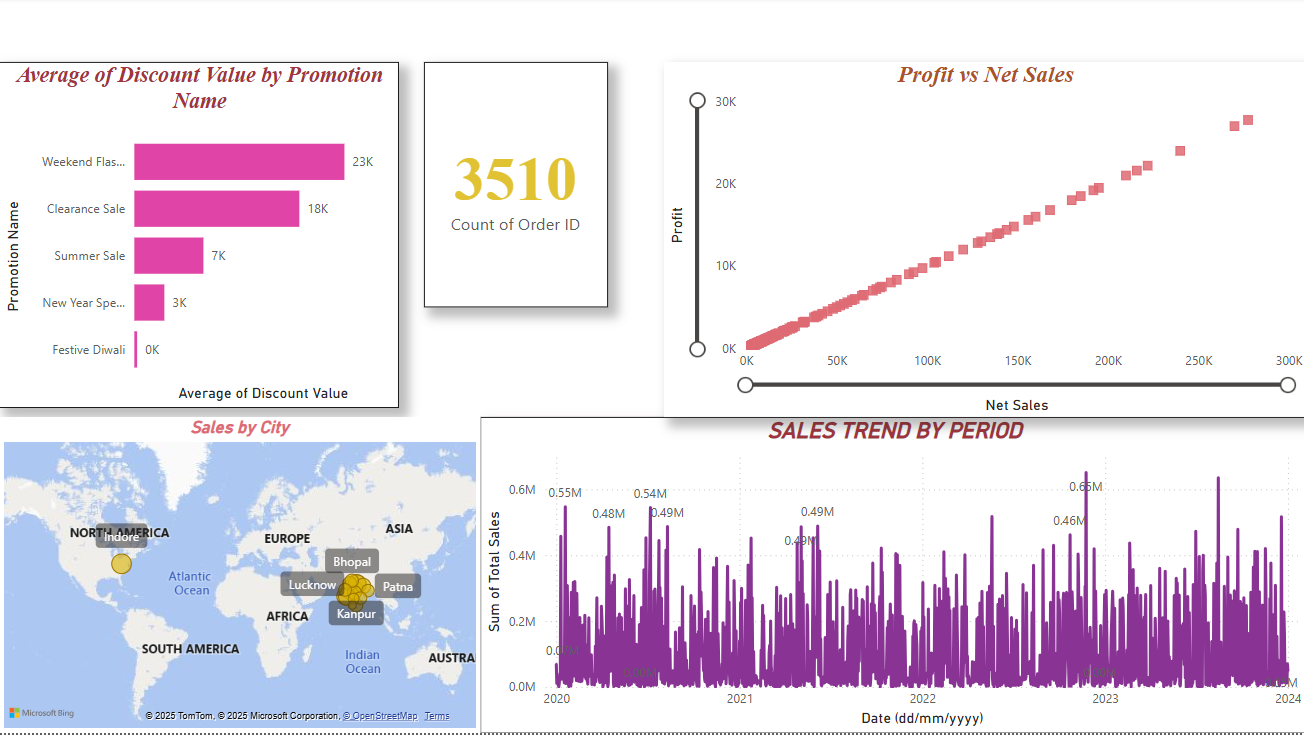 Average of Discount Value by Promotion
Name
Promotion Name
Weekend Flas...
23K
Clearance Sale
18K
Summer Sale
7K
New Year Spe...
3K
Festive Diwali
0K
Average of Discount Value
3510
Count of Order ID
Profit vs Net Sales
Profit
30K
20K
10K
0K
0K 50K 100K 150K 200K 250K 300K
Net Sales
Sales by City
NORTH AMERICA
Indore
EUROPE
ASIA
Bhopal
Atlantic
Ocean
Lucknow
Patna
AFRICA
Kanpur
SOUTH AMERICA
Indian
Ocean
AUSTRA
Microsoft Bing
© 2025 TomTom, © 2025 Microsoft Corporation, © OpenStreetMap Terms
SALES TREND BY PERIOD
Sum of Total Sales
0.6M
0.4M
0.2M
0.0M
0.55M
0.48M
0.54M
0.49M
0.49M
0.49M
0.65M
0.46M
0.00M
2020 2021 2022 2023 2024
Date (dd/mm/yyyy)